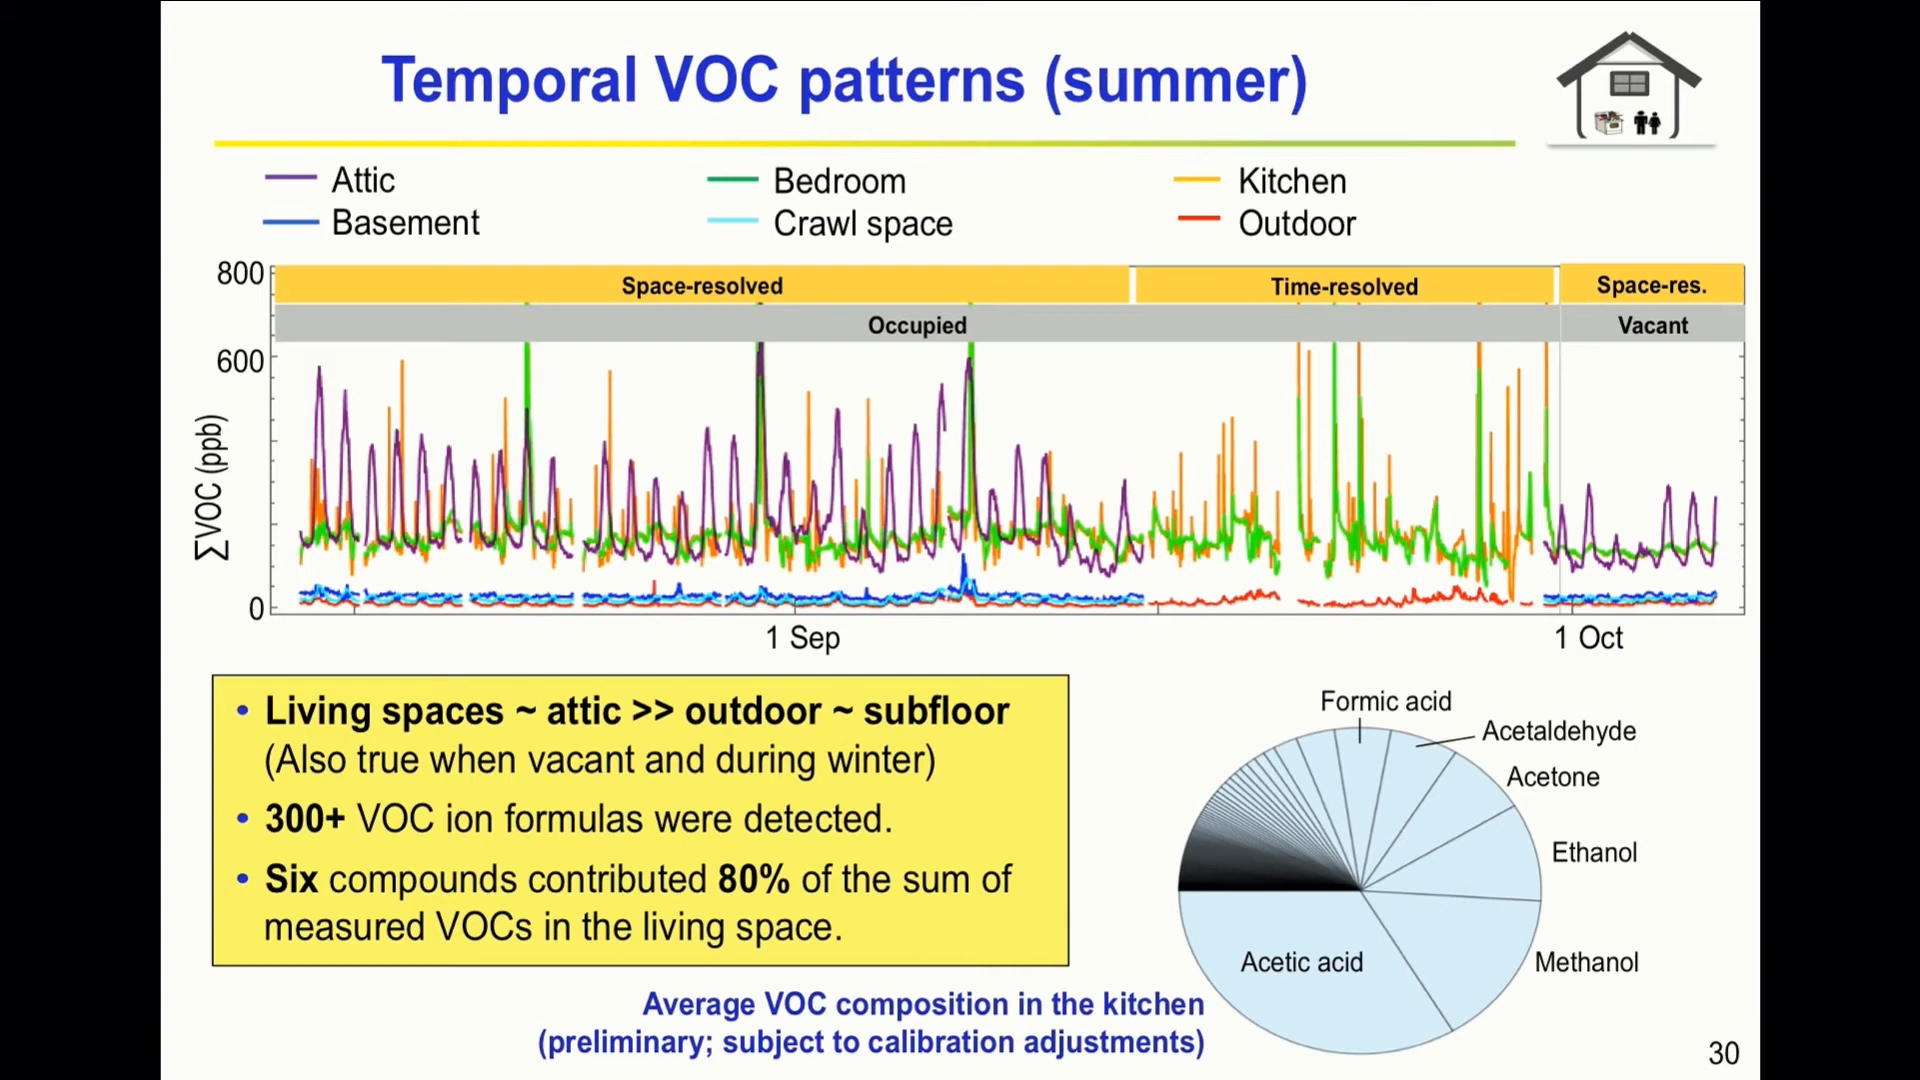 Temporal VOC patterns (summer)
Attic
Bedroom
Kitchen
Basement
Crawl space
Outdoor
800
Space-resolved
Time-resolved
Space-res.
Occupied
Vacant
600
∑VOC (ppb)
0
1 Sep
1 Oct
• Living spaces ~ attic >> outdoor ~ subfloor
(Also true when vacant and during winter)
• 300+ VOC ion formulas were detected.
• Six compounds contributed 80% of the sum of
measured VOCs in the living space.
Formic acid
Acetaldehyde
Acetone
Ethanol
Methanol
Acetic acid
Average VOC composition in the kitchen
(preliminary; subject to calibration adjustments)
30